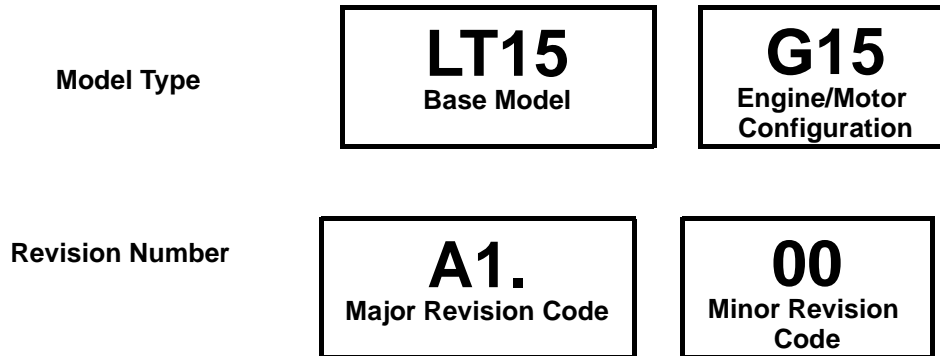 Model Type
LT15
Base Model
G15
Engine/Motor
Configuration
Revision Number
A1.
Major Revision Code
00
Minor Revision
Code